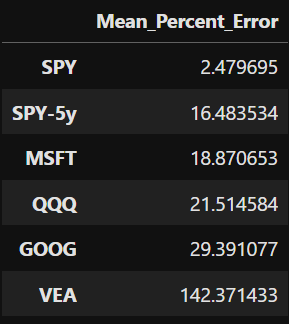 Mean_Percent_Error
SPY 2.479695
SPY-5y 16.483534
MSFT 18.870653
QQQ 21.514584
GOOG 29.391077
VEA 142.371433